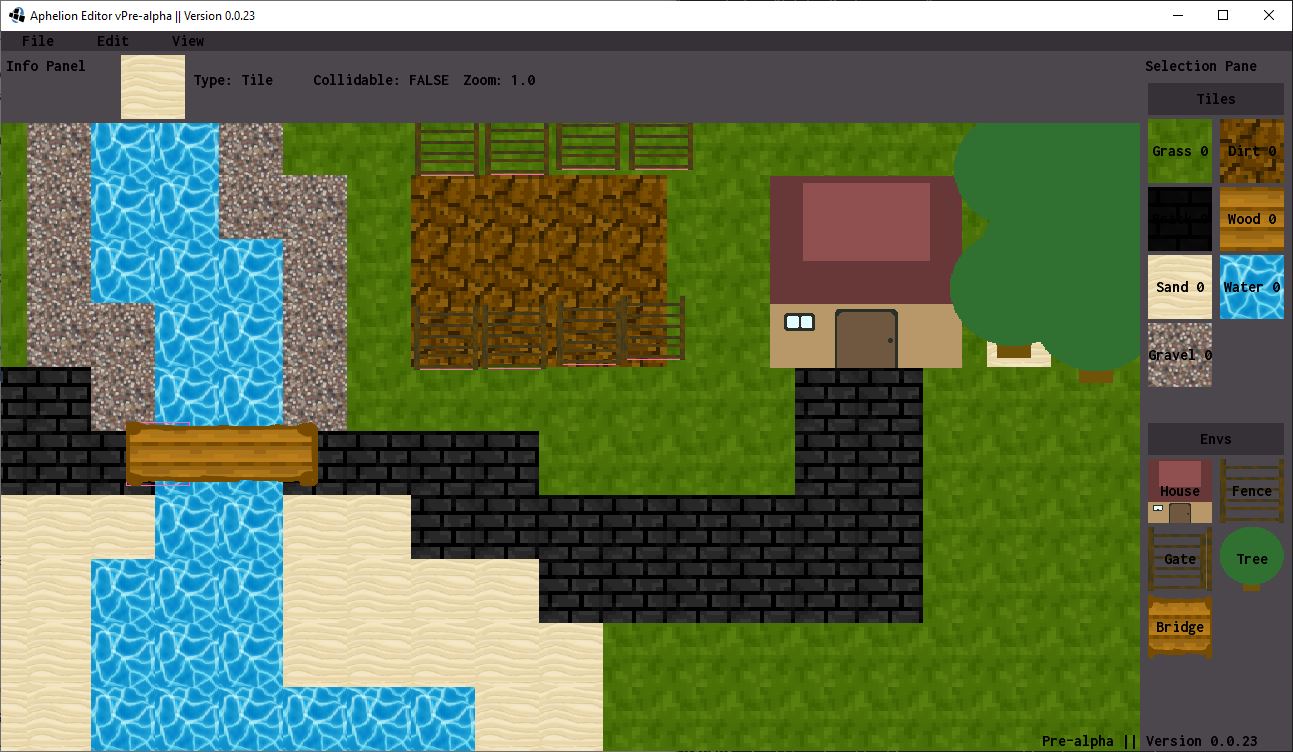 Aphelion Editor vPre-alpha || Version 0.0.23
File Edit View
Info Panel
Type: Tile Collidable: FALSE Zoom: 1.0
Selection Pane
Tiles
Grass 0 Dirt 0
Wood 0
Sand 0 Water 0
Gravel 0
Envs
House Fence
Gate Tree
Bridge
Pre-alpha || Version 0.0.23